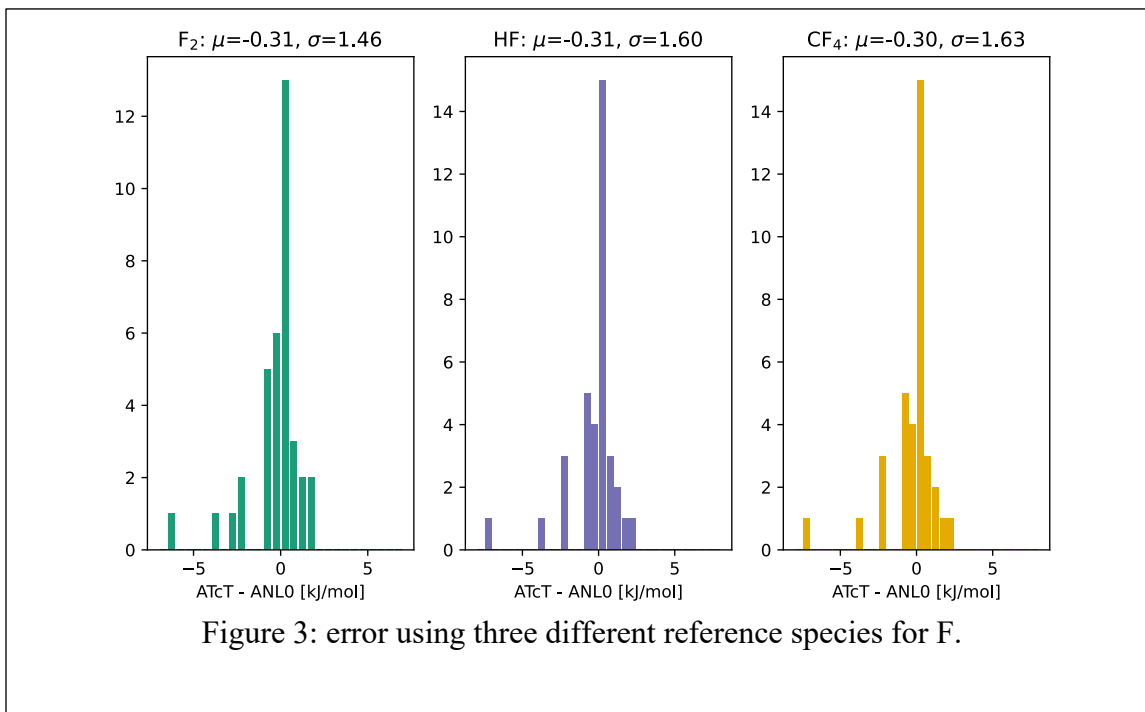 F₂: μ=-0.31, σ=1.46
12
10
8
6
4
2
0
−5 0 5
ATcT - ANL0 [kJ/mol]
HF: μ=-0.31, σ=1.60
14
12
10
8
6
4
2
0
−5 0 5
ATcT - ANL0 [kJ/mol]
CF₄: μ=-0.30, σ=1.63
14
12
10
8
6
4
2
0
−5 0 5
ATcT - ANL0 [kJ/mol]
Figure 3: error using three different reference species for F.